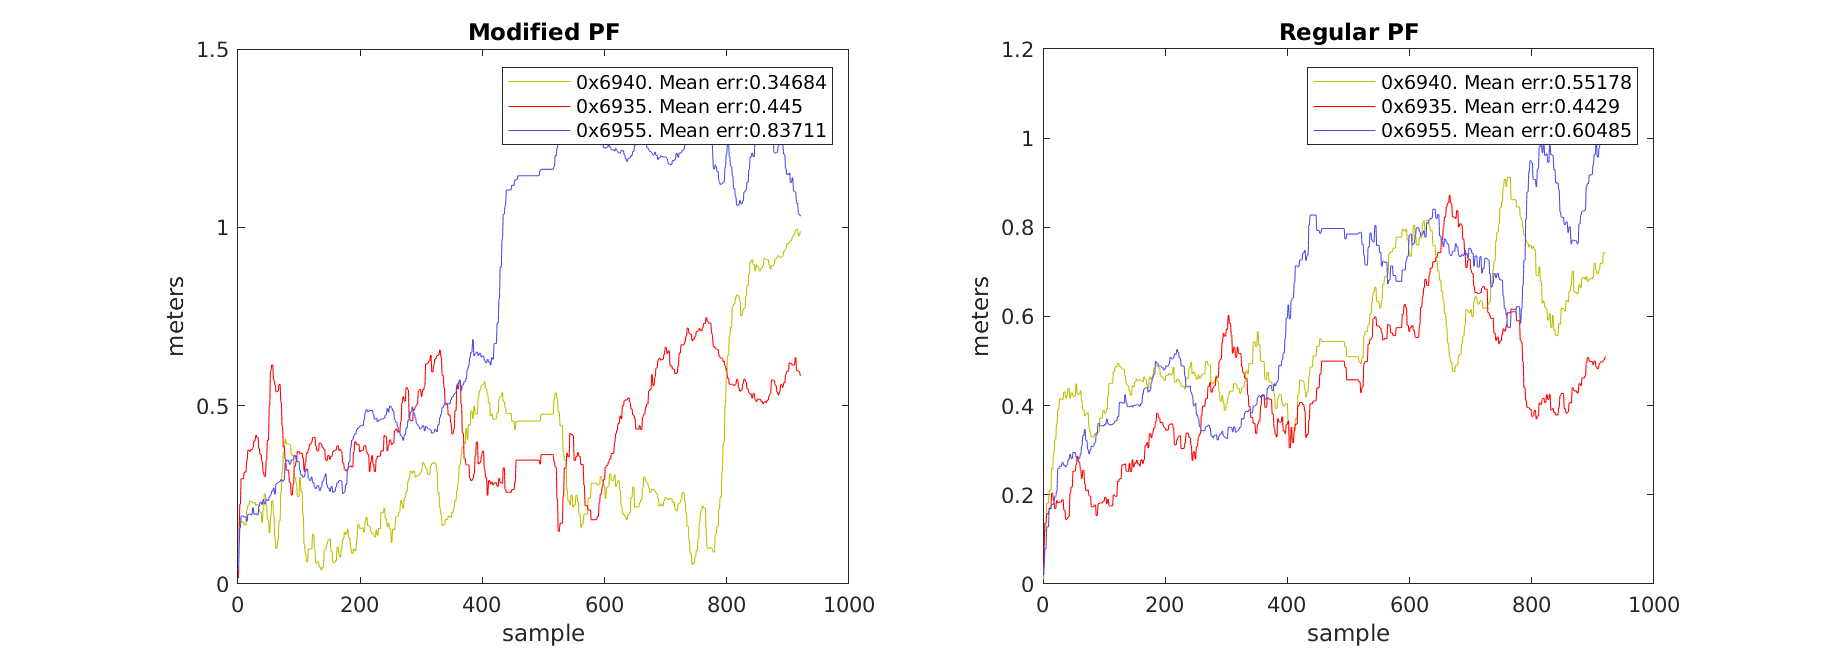 Modified PF
1.5
1
0.5
0
meters
0x6940. Mean err:0.34684
0x6935. Mean err:0.445
0x6955. Mean err:0.83711
0 200 400 600 800 1000
sample
Regular PF
1.2
1
0.8
0.6
0.4
0.2
0
meters
0x6940. Mean err:0.55178
0x6935. Mean err:0.4429
0x6955. Mean err:0.60485
0 200 400 600 800 1000
sample